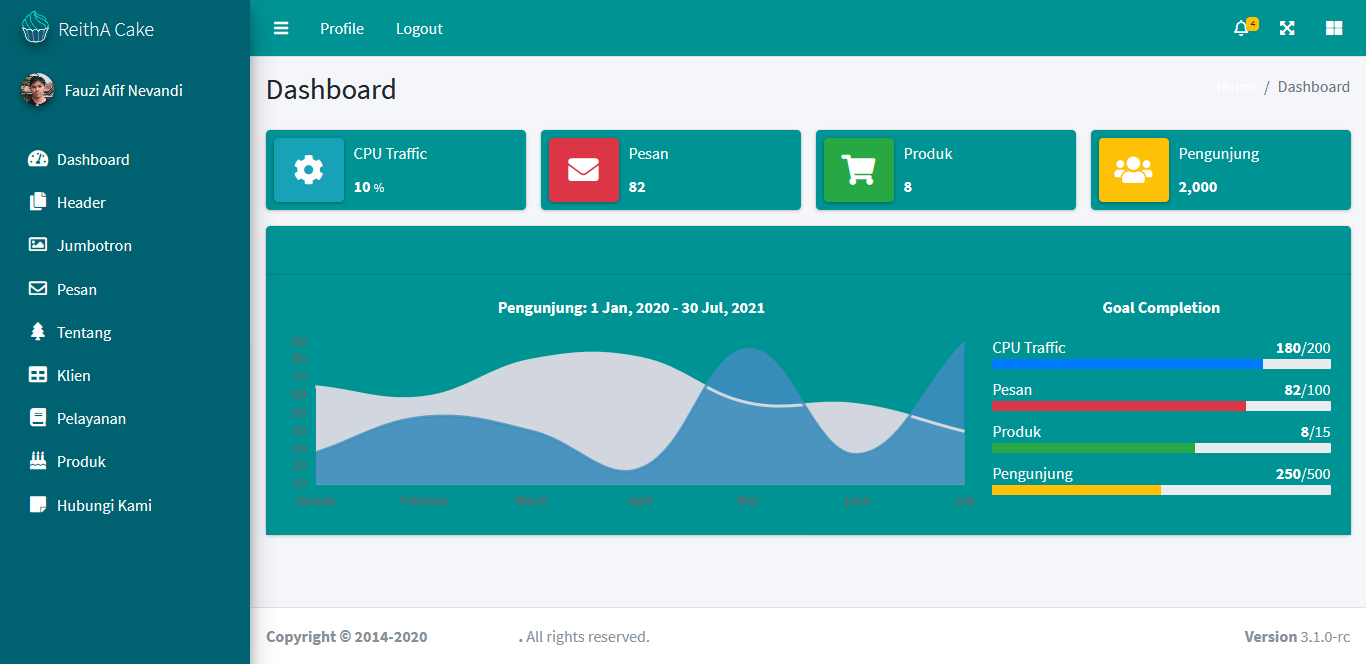 ReithA Cake
Profile
Logout
4
Fauzi Afif Nevandi
Dashboard
Header
Jumbotron
Pesan
Tentang
Klien
Pelayanan
Produk
Hubungi Kami
Dashboard
Home / Dashboard
CPU Traffic
10 %
Pesan
82
Produk
8
Pengunjung
2,000
Pengunjung: 1 Jan, 2020 - 30 Jul, 2021
90
80
70
60
50
40
30
20
10
January February March April May June July
Goal Completion
CPU Traffic 180/200
Pesan 82/100
Produk 8/15
Pengunjung 250/500
Copyright © 2014-2020 . All rights reserved.
Version 3.1.0-rc